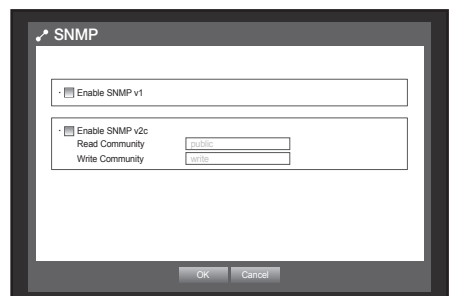 SNMP
· Enable SNMP v1
· Enable SNMP v2c
Read Community public
Write Community write
OK Cancel